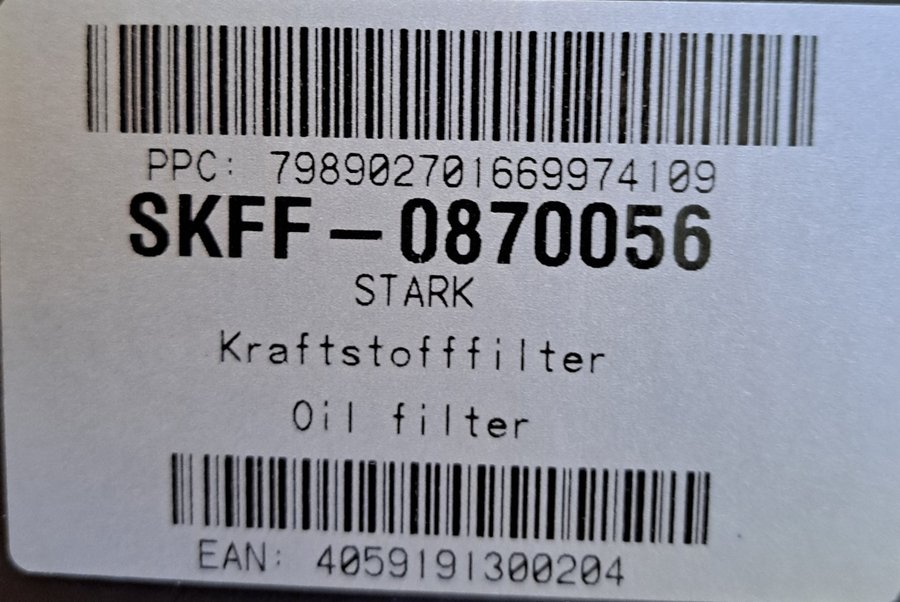 PPC: 798902701669974109
SKFF-0870056
STARK
Kraftstofffilter
Oil filter
EAN: 4059191300204